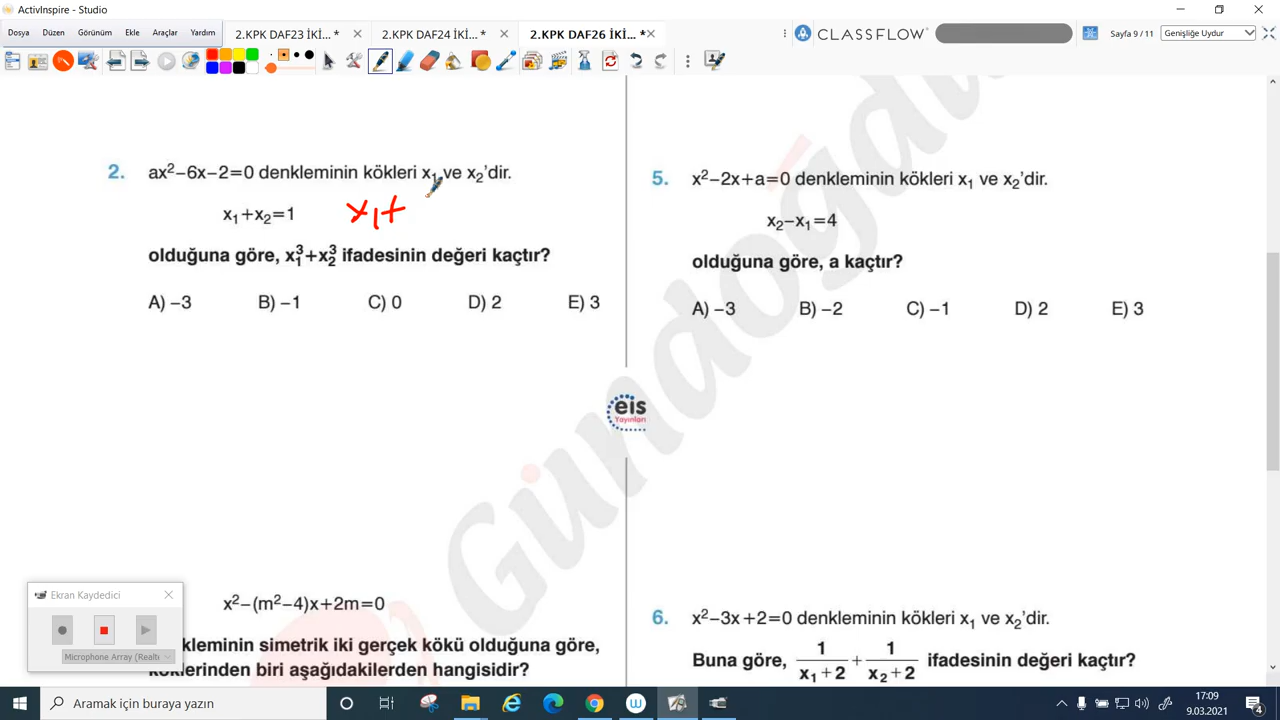 ActivInspire - Studio
Dosya Düzen Görünüm Ekle Araçlar Yardım
2.KPK DAF23 İKİ...* 2.KPK DAF24 İKİ...* 2.KPK DAF26 İKİ...*
CLASSFLOW
Sayfa 9 / 11
Genişliğe Uydur
2. ax²−6x−2=0 denkleminin kökleri x₁ ve x₂'dir.
x₁+x₂=1 x₁+
olduğuna göre, x₁³+x₂³ ifadesinin değeri kaçtır?
A) −3 B) −1 C) 0 D) 2 E) 3
x²−(m²−4)x+2m=0
kleminin simetrik iki gerçek kökü olduğuna göre,
köklerinden biri aşağıdakilerden hangisidir?
5. x²−2x+a=0 denkleminin kökleri x₁ ve x₂'dir.
x₂−x₁=4
olduğuna göre, a kaçtır?
A) −3 B) −2 C) −1 D) 2 E) 3
6. x²−3x+2=0 denkleminin kökleri x₁ ve x₂'dir.
Buna göre, 1/(x₁+2) + 1/(x₂+2) ifadesinin değeri kaçtır?
eis
Yayınları
Gündoğ
Ekran Kaydedici
Microphone Array (Realte
Aramak için buraya yazın
17:09
9.03.2021
4